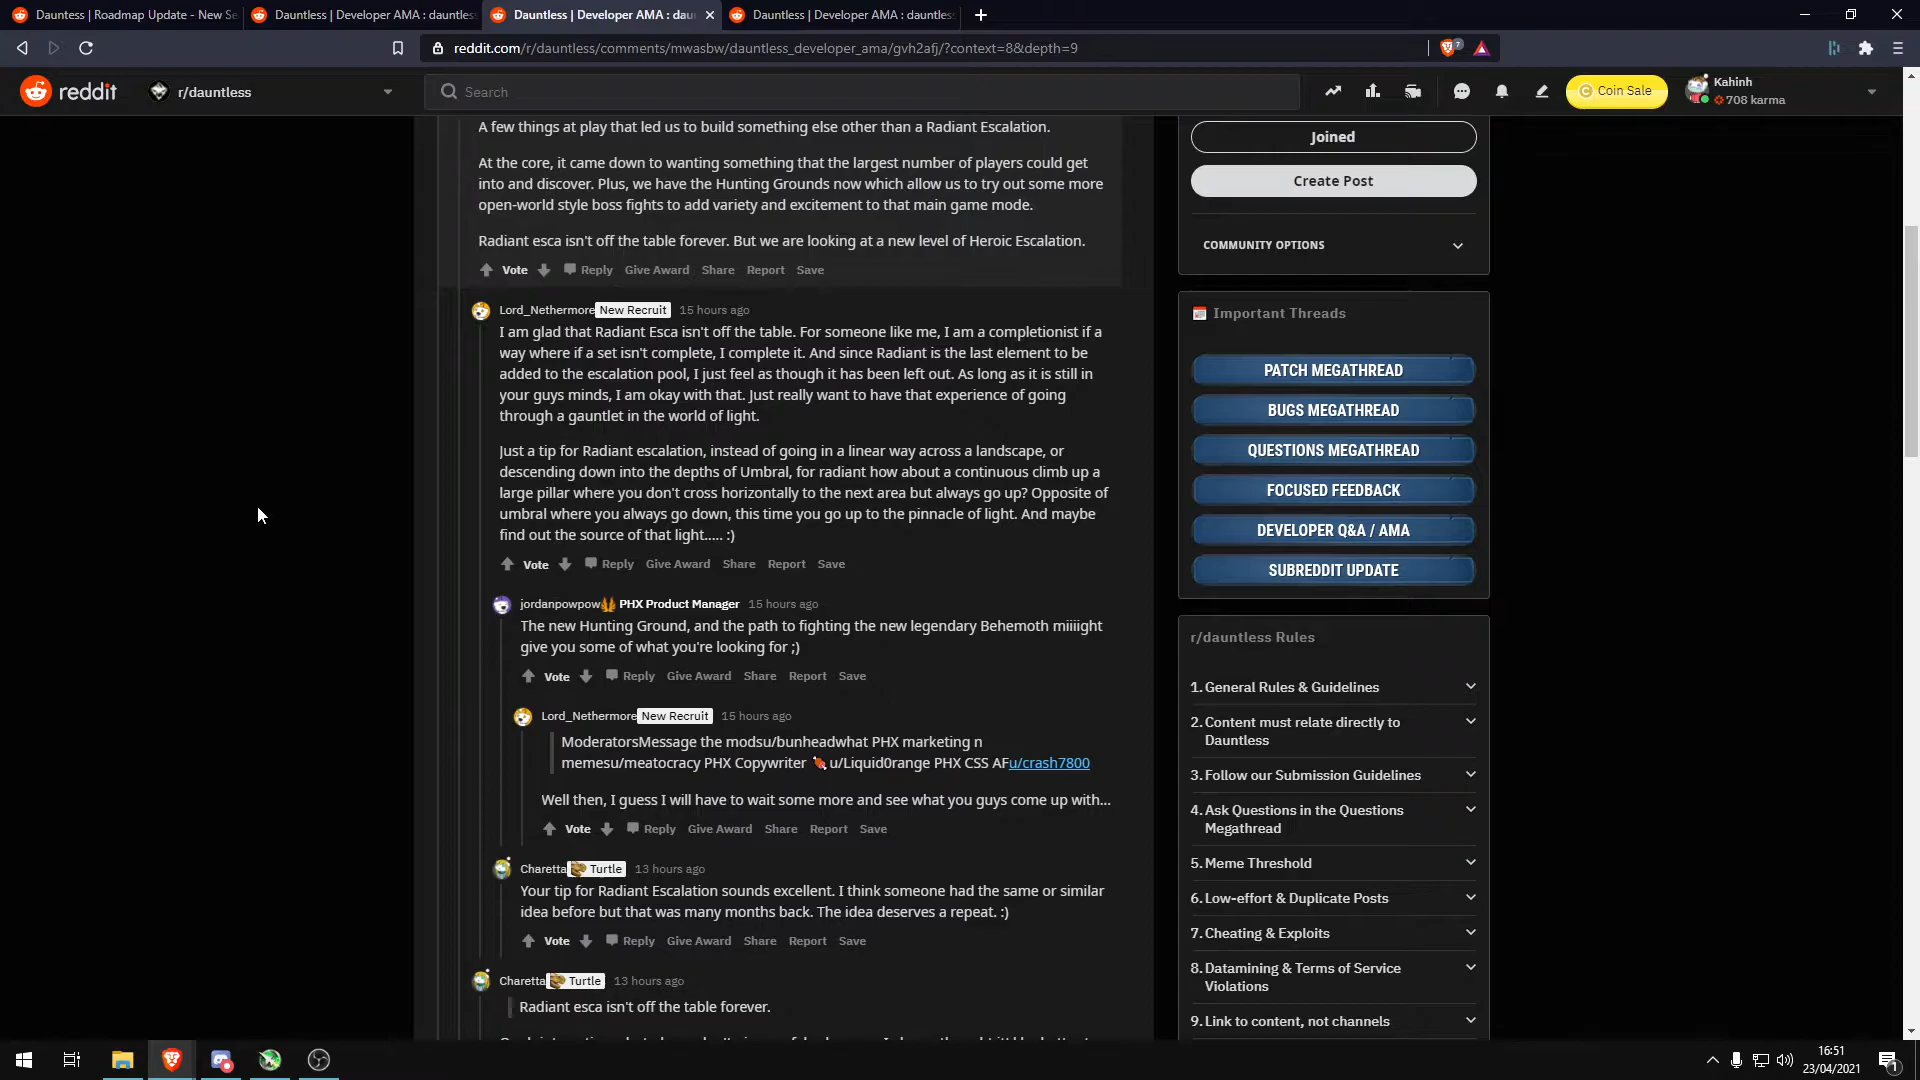 Dauntless | Roadmap Update - New Se
Dauntless | Developer AMA : dauntless
Dauntless | Developer AMA : dau
Dauntless | Developer AMA : dauntless
reddit.com/r/dauntless/comments/mwasbw/dauntless_developer_ama/gvh2afj/?context=8&depth=9
7
reddit
r/dauntless
Search
Coin Sale
Kahinh
708 karma
A few things at play that led us to build something else other than a Radiant Escalation.
At the core, it came down to wanting something that the largest number of players could get
into and discover. Plus, we have the Hunting Grounds now which allow us to try out some more
open-world style boss fights to add variety and excitement to that main game mode.
Radiant esca isn't off the table forever. But we are looking at a new level of Heroic Escalation.
Vote Reply Give Award Share Report Save
Lord_Nethermore New Recruit 15 hours ago
I am glad that Radiant Esca isn't off the table. For someone like me, I am a completionist if a
way where if a set isn't complete, I complete it. And since Radiant is the last element to be
added to the escalation pool, I just feel as though it has been left out. As long as it is still in
your guys minds, I am okay with that. Just really want to have that experience of going
through a gauntlet in the world of light.
Just a tip for Radiant escalation, instead of going in a linear way across a landscape, or
descending down into the depths of Umbral, for radiant how about a continuous climb up a
large pillar where you don't cross horizontally to the next area but always go up? Opposite of
umbral where you always go down, this time you go up to the pinnacle of light. And maybe
find out the source of that light..... :)
Vote Reply Give Award Share Report Save
jordanpowpow PHX Product Manager 15 hours ago
The new Hunting Ground, and the path to fighting the new legendary Behemoth miiiight
give you some of what you're looking for ;)
Vote Reply Give Award Share Report Save
Lord_Nethermore New Recruit 15 hours ago
ModeratorsMessage the modsu/bunheadwhat PHX marketing n
memesu/meatocracy PHX Copywriter u/Liquid0range PHX CSS AFu/crash7800
Well then, I guess I will have to wait some more and see what you guys come up with...
Vote Reply Give Award Share Report Save
Charetta Turtle 13 hours ago
Your tip for Radiant Escalation sounds excellent. I think someone had the same or similar
idea before but that was many months back. The idea deserves a repeat. :)
Vote Reply Give Award Share Report Save
Charetta Turtle 13 hours ago
Radiant esca isn't off the table forever.
Joined
Create Post
COMMUNITY OPTIONS
Important Threads
PATCH MEGATHREAD
BUGS MEGATHREAD
QUESTIONS MEGATHREAD
FOCUSED FEEDBACK
DEVELOPER Q&A / AMA
SUBREDDIT UPDATE
r/dauntless Rules
1. General Rules & Guidelines
2. Content must relate directly to
Dauntless
3. Follow our Submission Guidelines
4. Ask Questions in the Questions
Megathread
5. Meme Threshold
6. Low-effort & Duplicate Posts
7. Cheating & Exploits
8. Datamining & Terms of Service
Violations
9. Link to content, not channels
16:51
23/04/2021
1